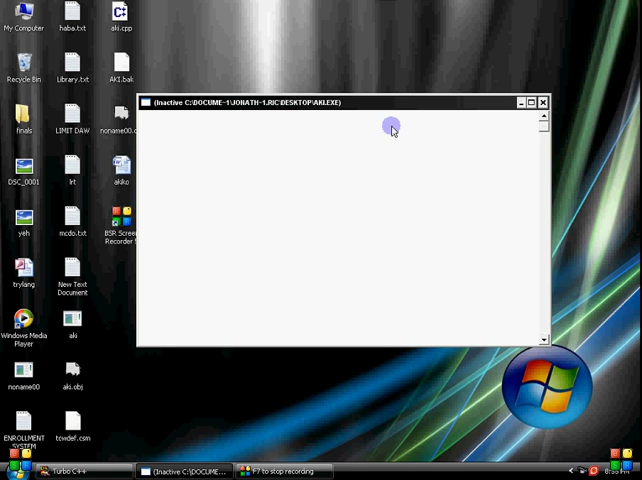 My Computer
haba.txt
aki.cpp
Recycle Bin
Library.txt
AKI.bak
finals
LIMIT DAW
noname00.c
DSC_0001
lrt
akiko
yeh
mcdo.txt
BSR Screen
Recorder 5
trylang
New Text
Document
Windows Media
Player
aki
noname00
aki.obj
ENROLLMENT
SYSTEM
tcwdef.csm
(Inactive C:\DOCUME~1\JONATH~1.RIC\DESKTOP\AKI.EXE)
Turbo C++
(Inactive C:\DOCUME...
F7 to stop recording